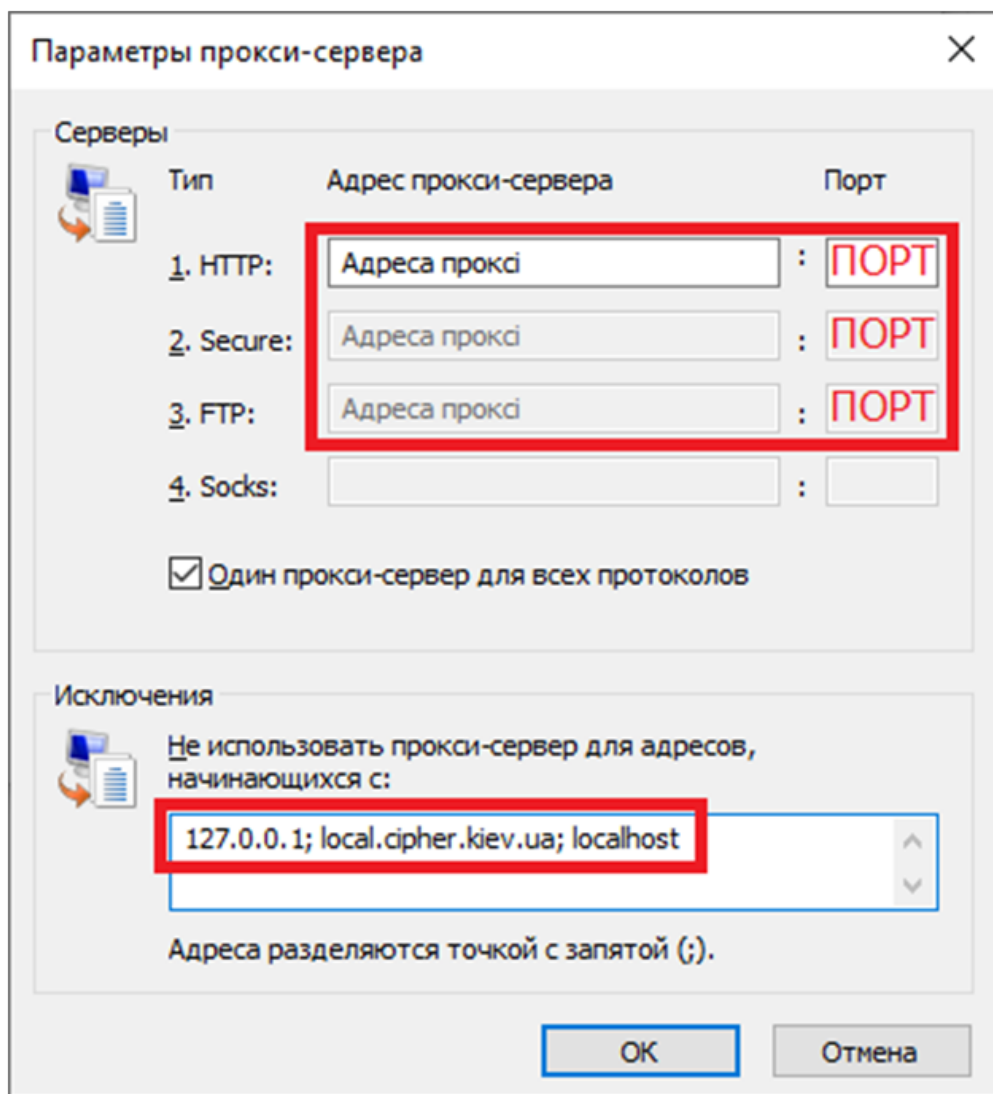 Параметры прокси-сервера
Серверы
Тип Адрес прокси-сервера Порт
1. HTTP: Адреса проксі : ПОРТ
2. Secure: Адреса проксі : ПОРТ
3. FTP: Адреса проксі : ПОРТ
4. Socks: :
Один прокси-сервер для всех протоколов
Исключения
Не использовать прокси-сервер для адресов,
начинающихся с:
127.0.0.1; local.cipher.kiev.ua; localhost
Адреса разделяются точкой с запятой (;).
OK Отмена